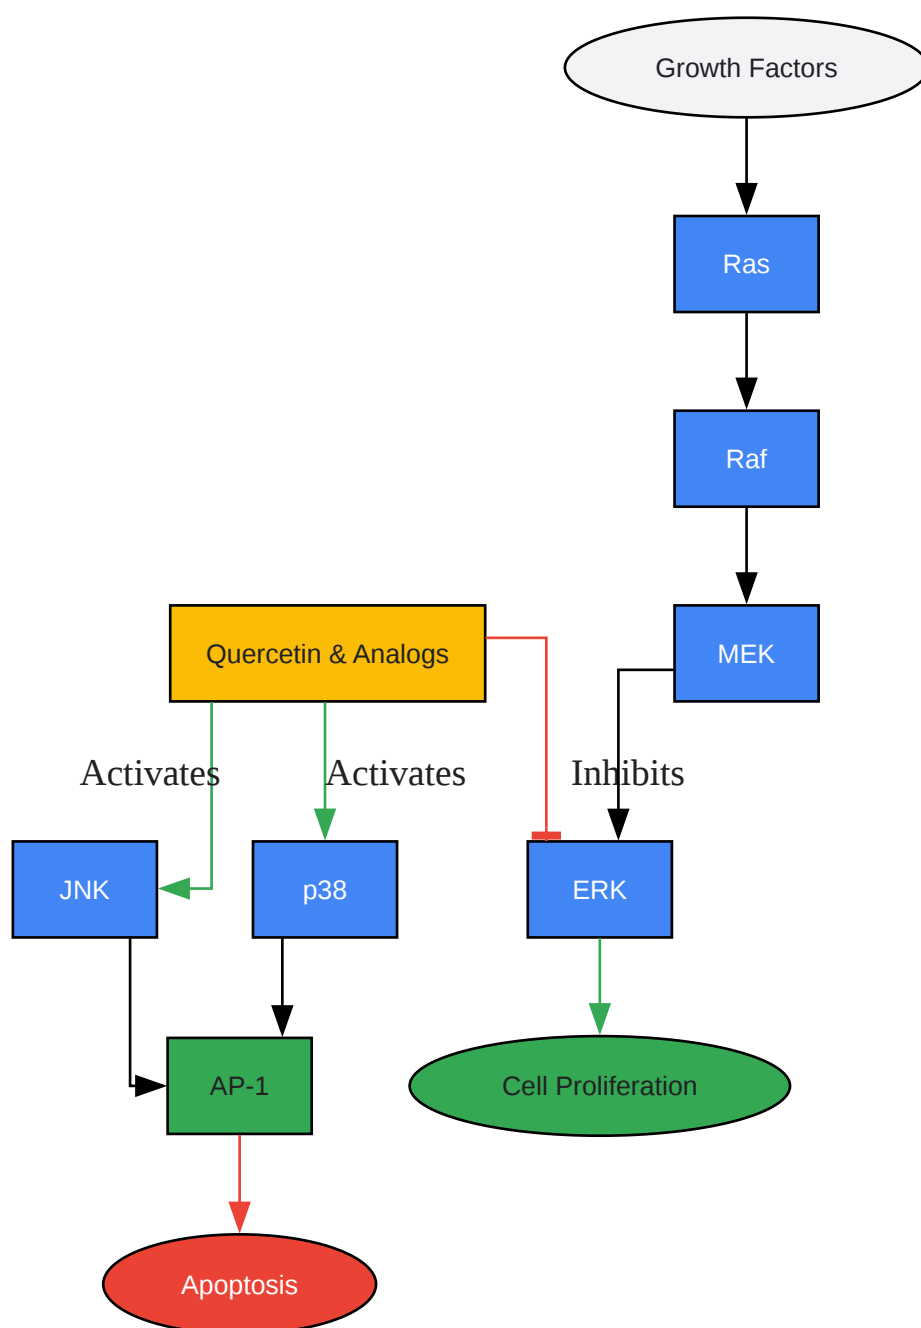 Growth Factors
Ras
Raf
Quercetin & Analogs
MEK
Activates
Activates
Inhibits
JNK
p38
ERK
AP-1
Cell Proliferation
Apoptosis